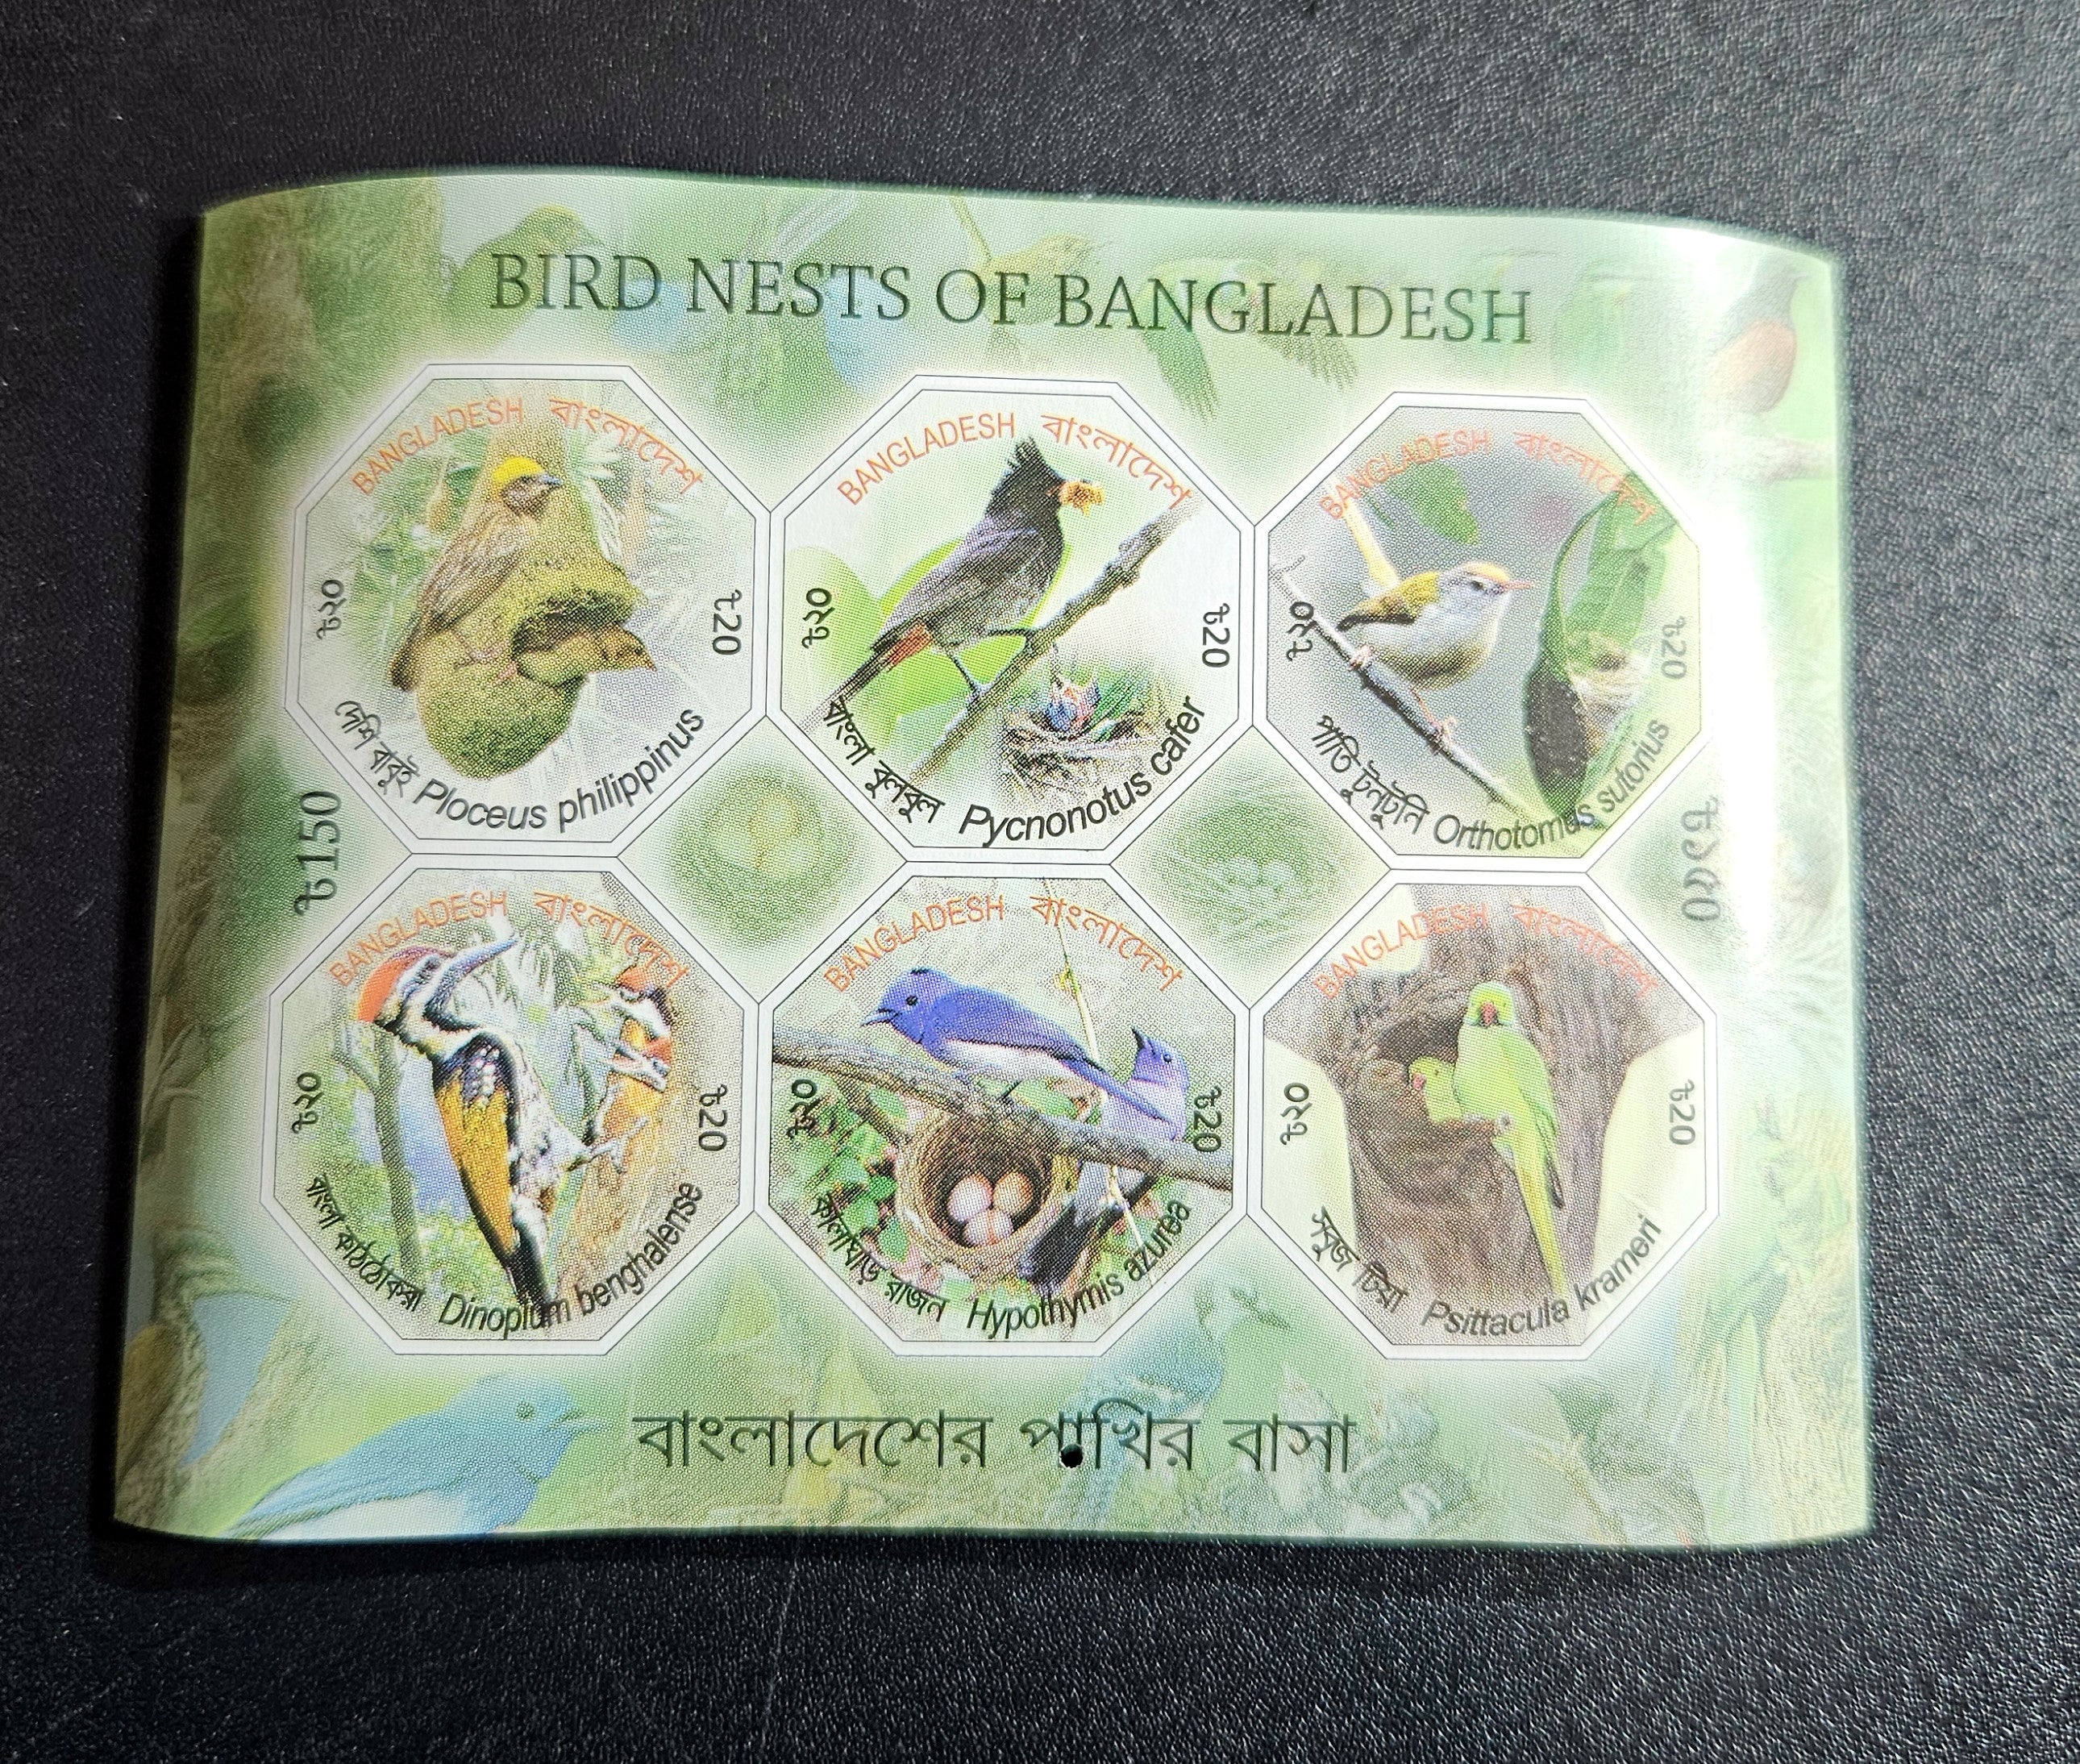 BIRD NESTS OF BANGLADESH
BANGLADESH বাংলাদেশ
৳২০
৳20
দেশি বাবুই Ploceus philippinus
BANGLADESH বাংলাদেশ
৳২০
৳20
বাংলা বুলবুল Pycnonotus cafer
BANGLADESH বাংলাদেশ
৳২০
৳20
পাতি টুনটুনি Orthotomus sutorius
৳150
৳১৫০
BANGLADESH বাংলাদেশ
৳২০
৳20
বাংলা কাঠঠোকরা Dinopium benghalense
BANGLADESH বাংলাদেশ
৳২০
৳20
কালাঘাড় রাজন Hypothymis azurea
BANGLADESH বাংলাদেশ
৳২০
৳20
সবুজ টিয়া Psittacula krameri
বাংলাদেশের পাখির বাসা